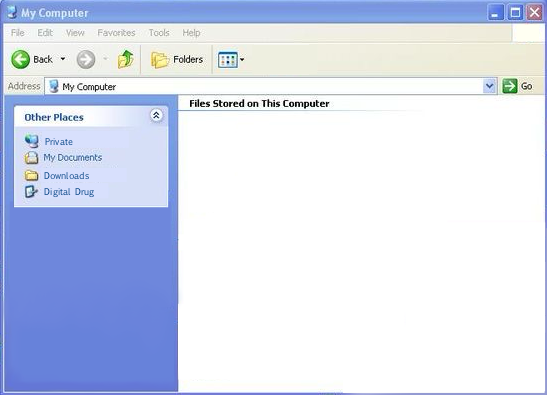 My Computer
File Edit View Favorites Tools Help
Back Folders
Address My Computer Go
Other Places
Private
My Documents
Downloads
Digital Drug
Files Stored on This Computer